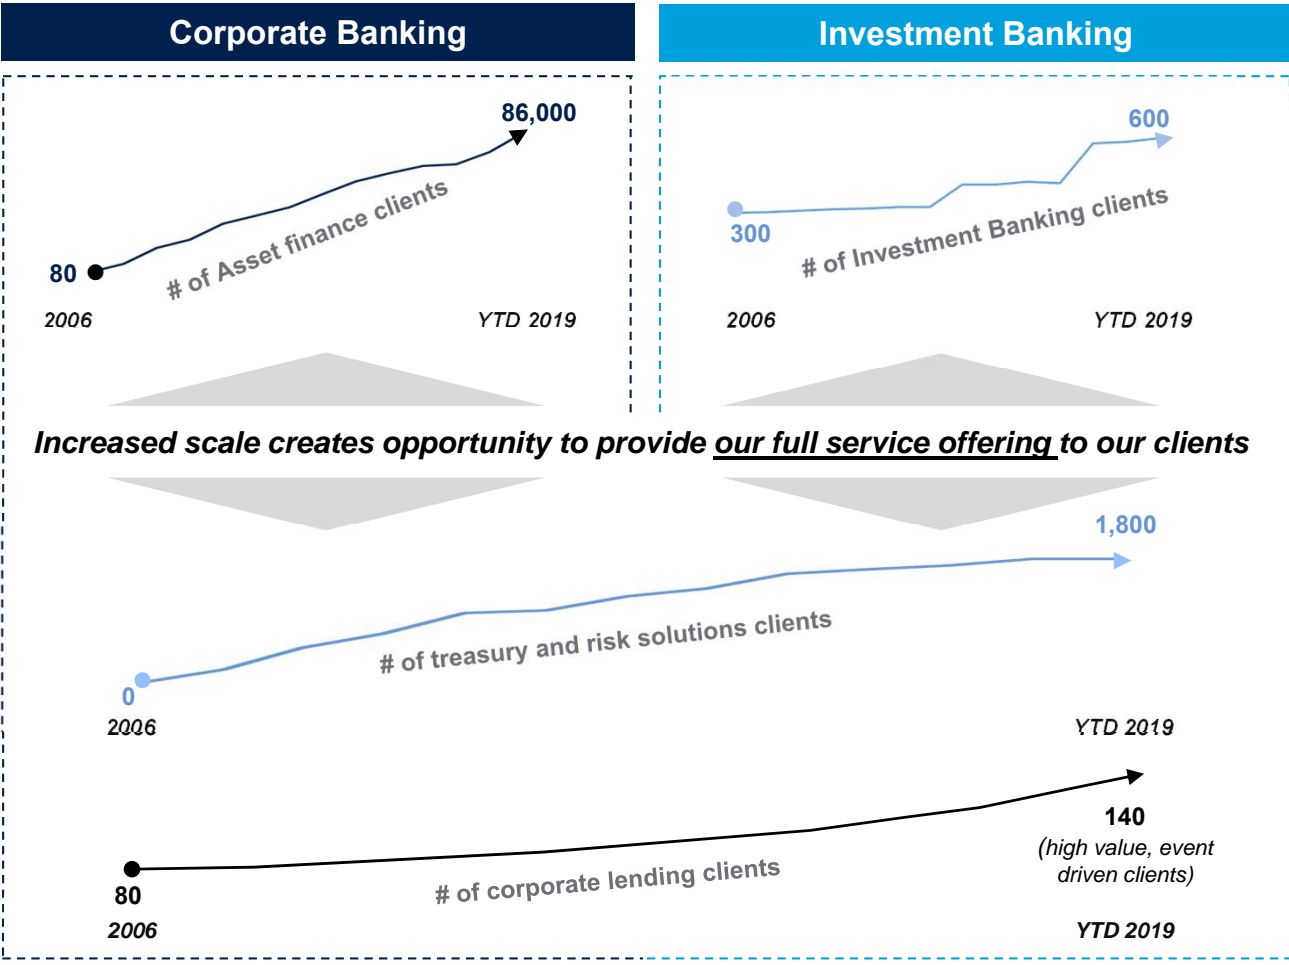 Corporate Banking
Investment Banking
86,000
# of Asset finance clients
80
2006
YTD 2019
600
300
# of Investment Banking clients
2006
YTD 2019
Increased scale creates opportunity to provide our full service offering to our clients
1,800
# of treasury and risk solutions clients
0
2006
YTD 2019
140
(high value, event
driven clients)
# of corporate lending clients
80
2006
YTD 2019